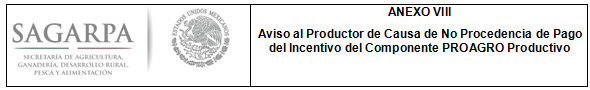 SAGARPA
SECRETARÍA DE AGRICULTURA,
GANADERÍA, DESARROLLO RURAL,
PESCA Y ALIMENTACIÓN
ESTADOS UNIDOS MEXICANOS
ANEXO VIII
Aviso al Productor de Causa de No Procedencia de Pago
del Incentivo del Componente PROAGRO Productivo